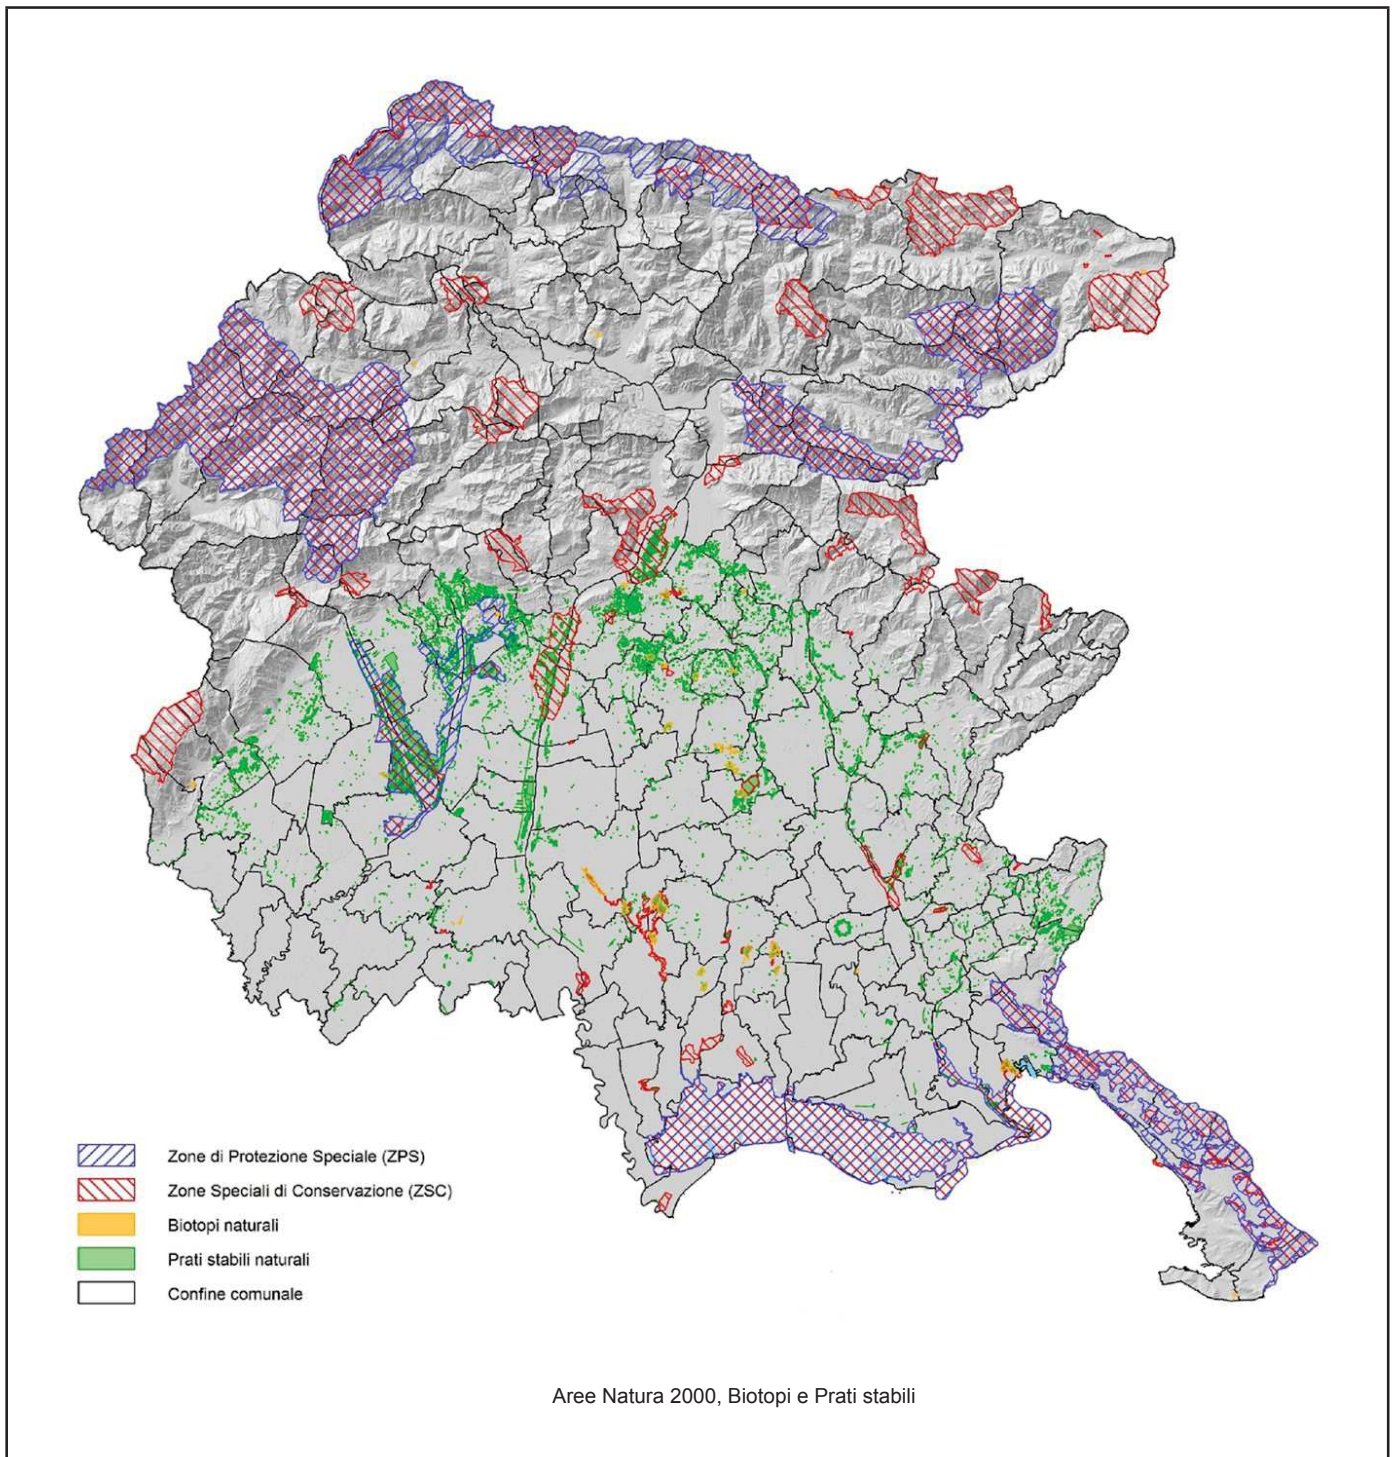 Zone di Protezione Speciale (ZPS)
Zone Speciali di Conservazione (ZSC)
Biotopi naturali
Prati stabili naturali
Confine comunale
Aree Natura 2000, Biotopi e Prati stabili